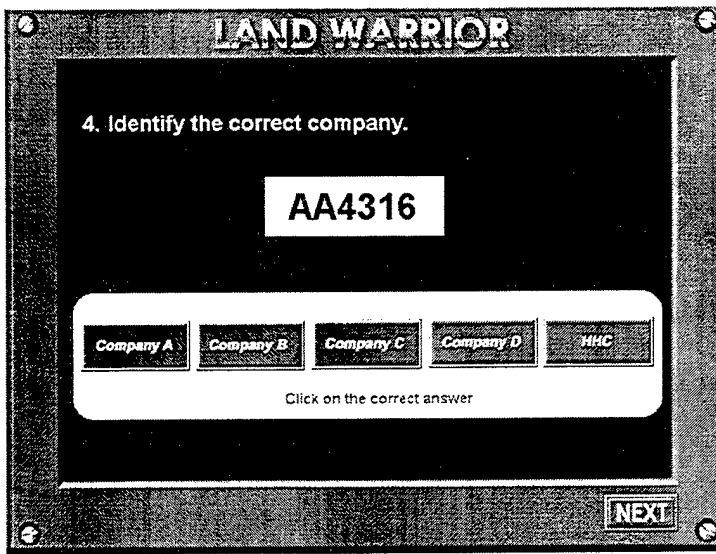 LAND WARRIOR
4. Identify the correct company.
AA4316
Company A Company B Company C Company D HHC
Click on the correct answer
NEXT